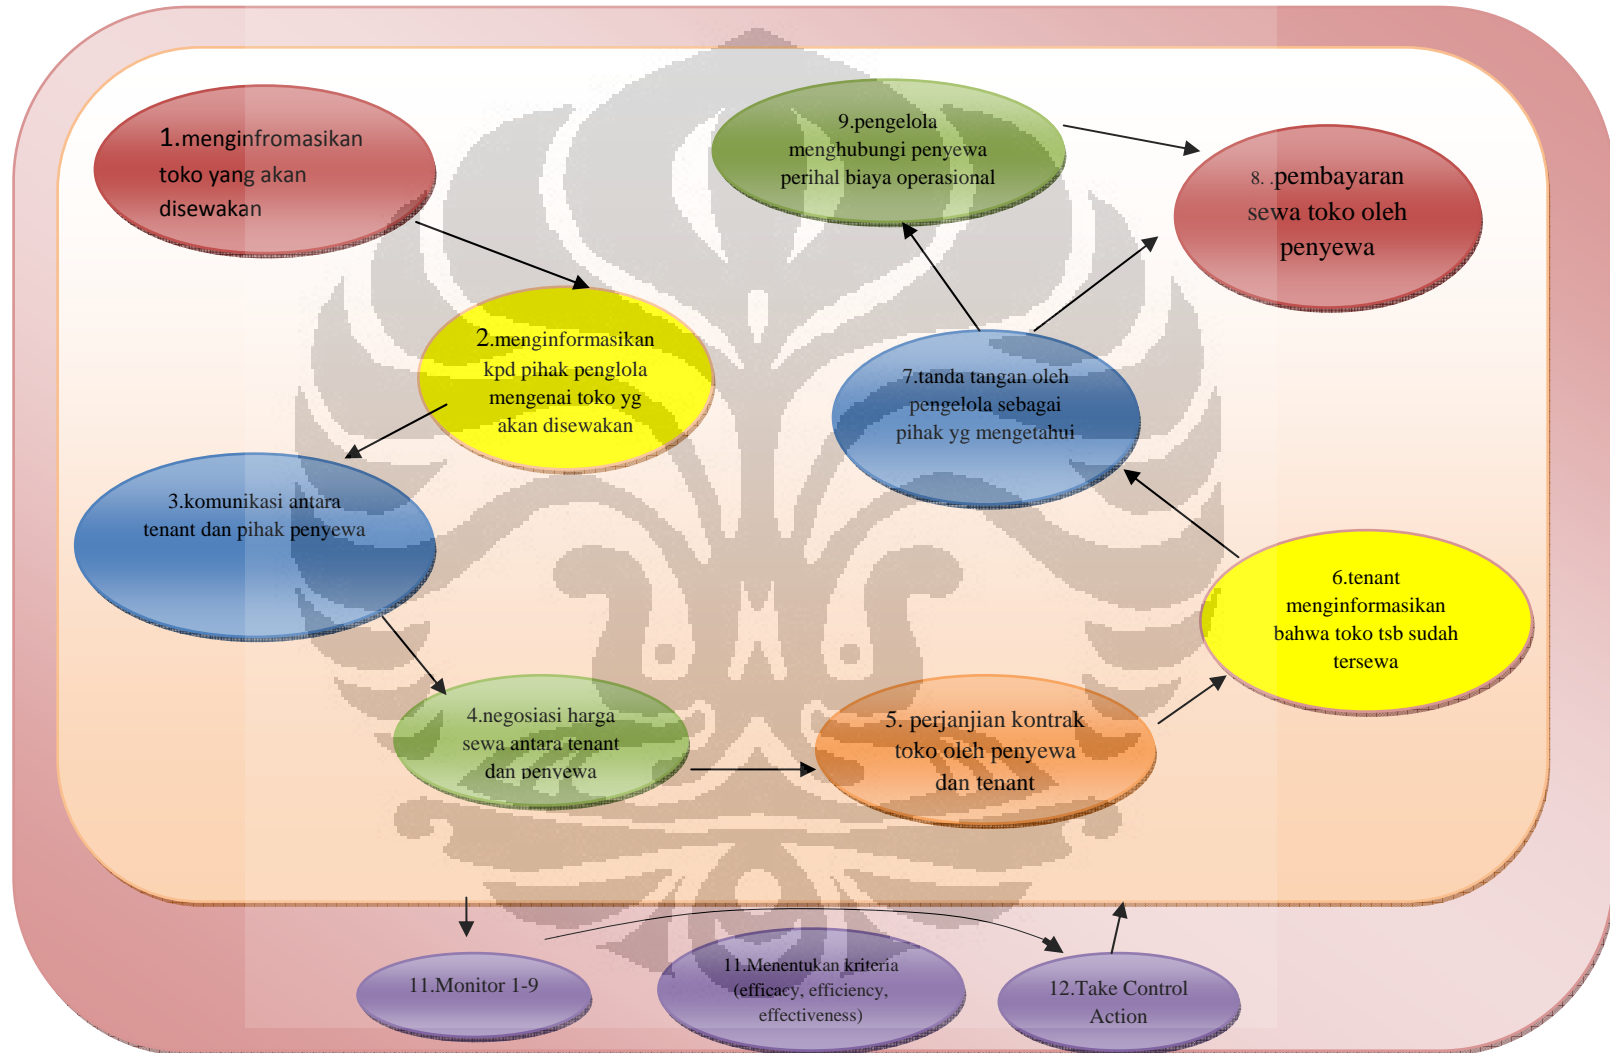 1.menginfromasikan
toko yang akan
disewakan
2.menginformasikan
kpd pihak penglola
mengenai toko yg
akan disewakan
3.komunikasi antara
tenant dan pihak penyewa
4.negosiasi harga
sewa antara tenant
dan penyewa
5. perjanjian kontrak
toko oleh penyewa
dan tenant
6.tenant
menginformasikan
bahwa toko tsb sudah
tersewa
7.tanda tangan oleh
pengelola sebagai
pihak yg mengetahui
8. .pembayaran
sewa toko oleh
penyewa
9.pengelola
menghubungi penyewa
perihal biaya operasional
11.Monitor 1-9
11.Menentukan kriteria
(efficacy, efficiency,
effectiveness)
12.Take Control
Action